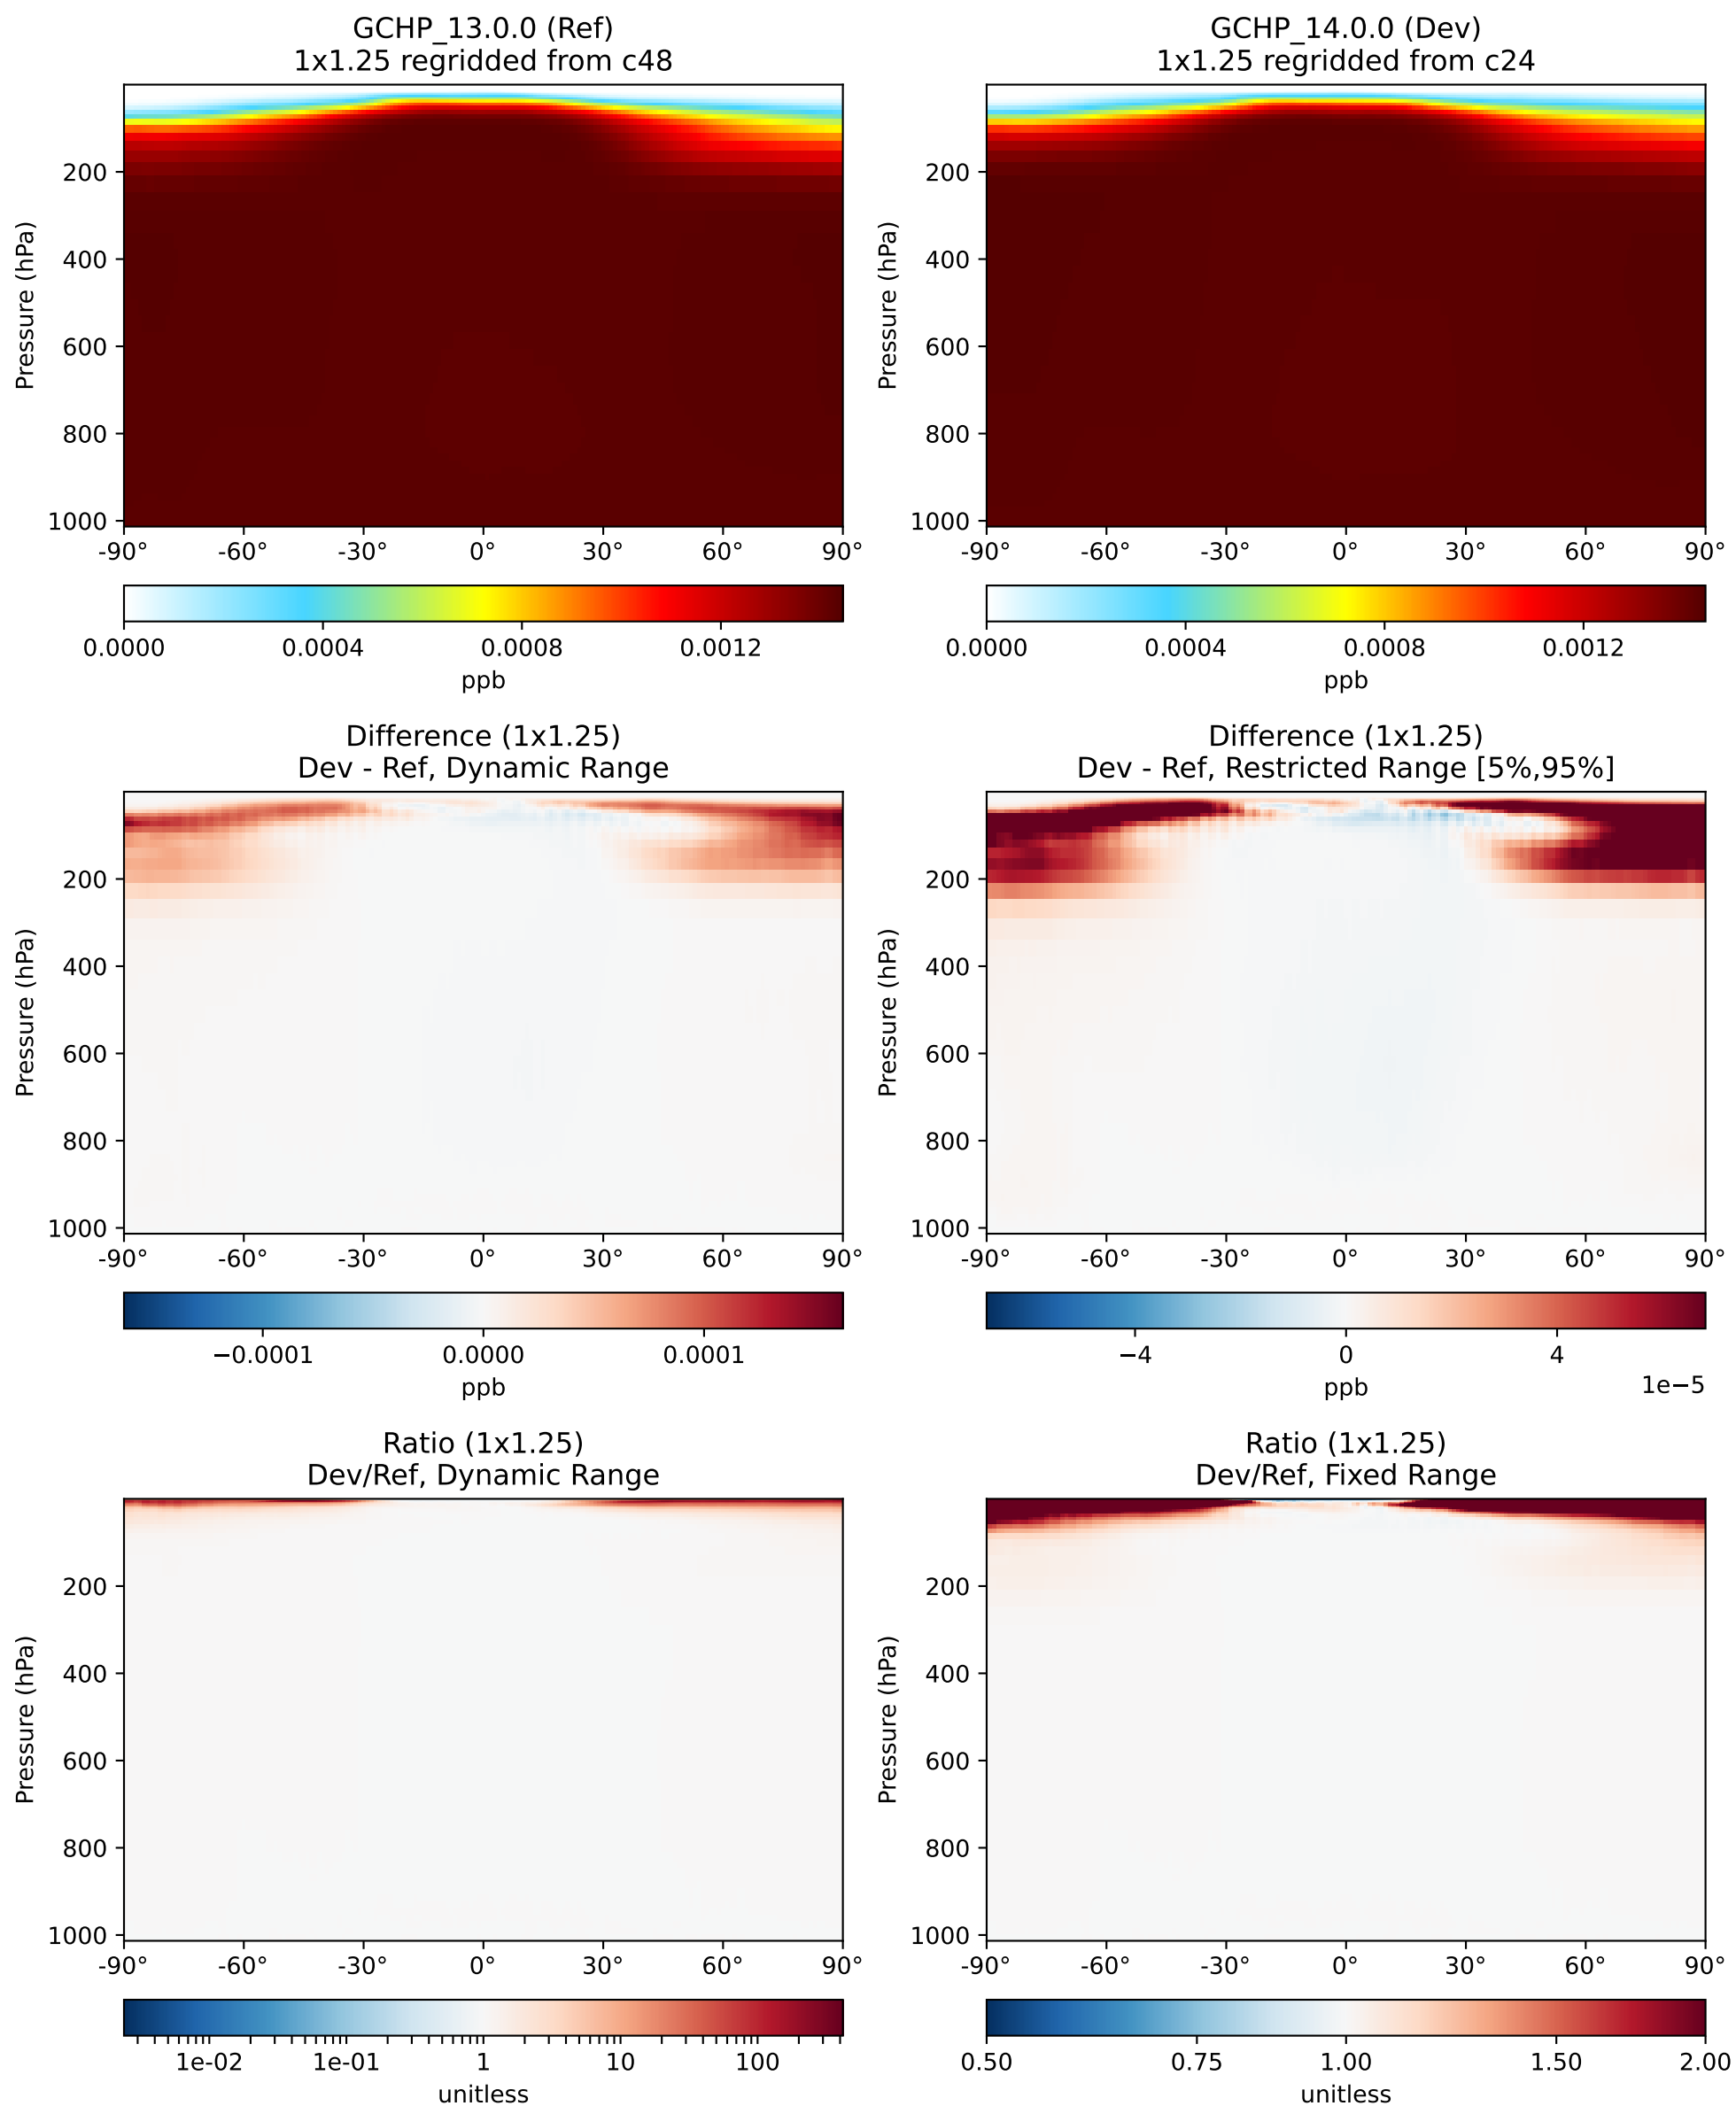 GCHP_13.0.0 (Ref)
1x1.25 regridded from c48
Pressure (hPa)
200
400
600
800
1000
-90° -60° -30° 0° 30° 60° 90°
0.0000 0.0004 0.0008 0.0012
ppb
GCHP_14.0.0 (Dev)
1x1.25 regridded from c24
Pressure (hPa)
200
400
600
800
1000
-90° -60° -30° 0° 30° 60° 90°
0.0000 0.0004 0.0008 0.0012
ppb
Difference (1x1.25)
Dev - Ref, Dynamic Range
Pressure (hPa)
200
400
600
800
1000
-90° -60° -30° 0° 30° 60° 90°
−0.0001 0.0000 0.0001
ppb
Difference (1x1.25)
Dev - Ref, Restricted Range [5%,95%]
Pressure (hPa)
200
400
600
800
1000
-90° -60° -30° 0° 30° 60° 90°
−4 0 4
ppb
1e−5
Ratio (1x1.25)
Dev/Ref, Dynamic Range
Pressure (hPa)
200
400
600
800
1000
-90° -60° -30° 0° 30° 60° 90°
1e-02 1e-01 1 10 100
unitless
Ratio (1x1.25)
Dev/Ref, Fixed Range
Pressure (hPa)
200
400
600
800
1000
-90° -60° -30° 0° 30° 60° 90°
0.50 0.75 1.00 1.50 2.00
unitless